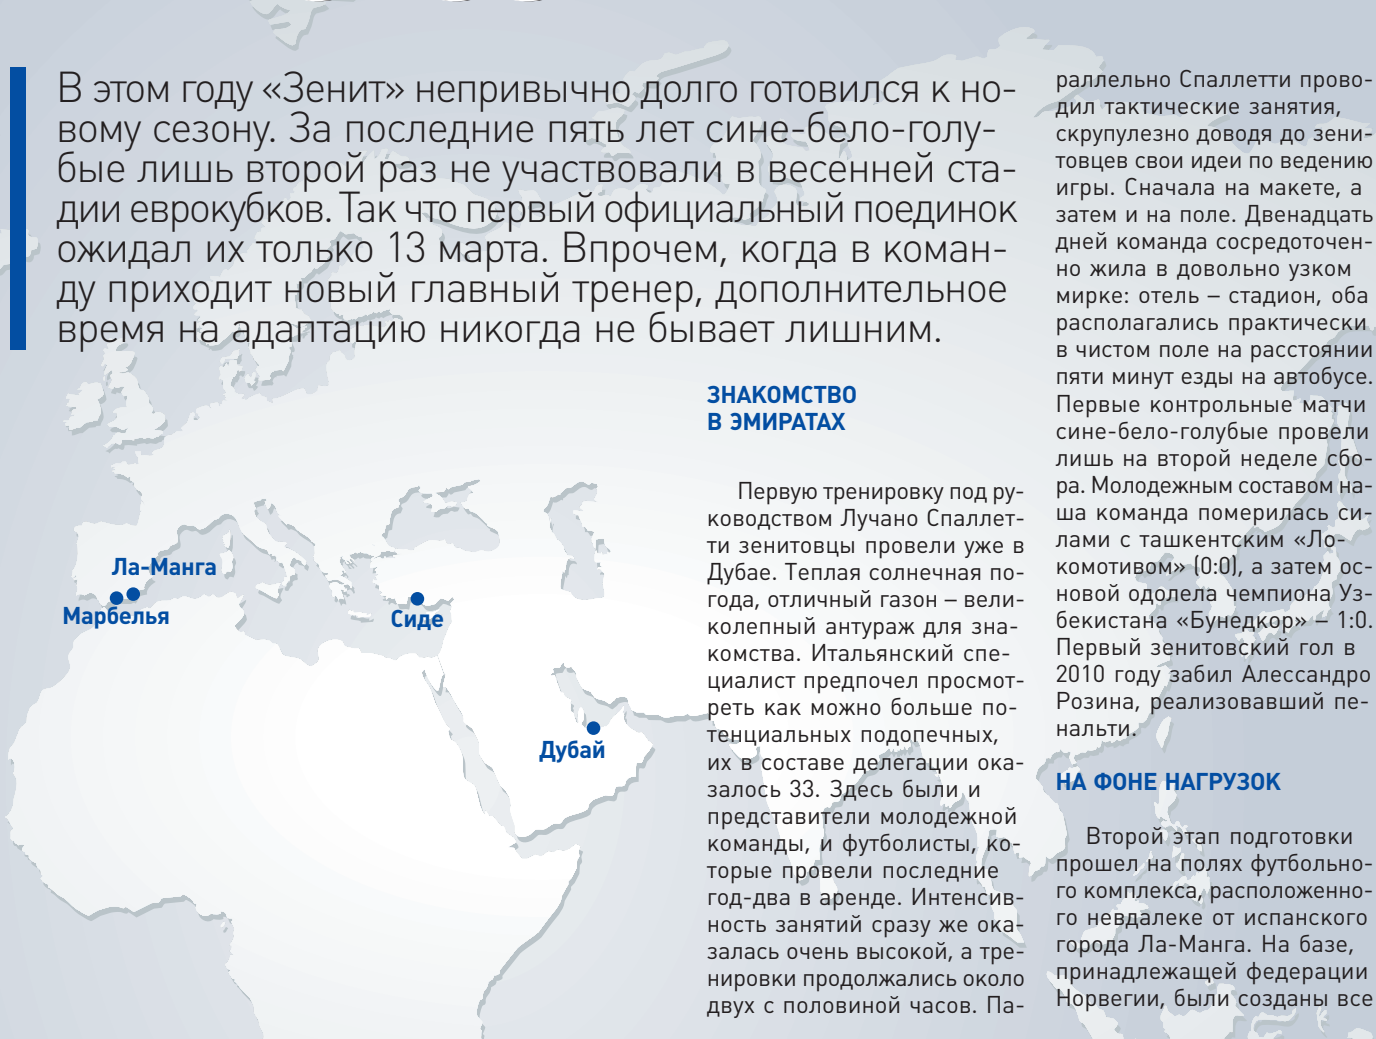 В этом году «Зенит» непривычно долго готовился к но-
вому сезону. За последние пять лет сине-бело-голу-
бые лишь второй раз не участвовали в весенней ста-
дии еврокубков. Так что первый официальный поединок
ожидал их только 13 марта. Впрочем, когда в коман-
ду приходит новый главный тренер, дополнительное
время на адаптацию никогда не бывает лишним.
Ла-Манга
Марбелья
Сиде
Дубай
ЗНАКОМСТВО
В ЭМИРАТАХ
Первую тренировку под ру-
ководством Лучано Спаллет-
ти зенитовцы провели уже в
Дубае. Теплая солнечная по-
года, отличный газон – вели-
колепный антураж для зна-
комства. Итальянский спе-
циалист предпочел просмот-
реть как можно больше по-
тенциальных подопечных,
их в составе делегации ока-
залось 33. Здесь были и
представители молодежной
команды, и футболисты, ко-
торые провели последние
год-два в аренде. Интенсив-
ность занятий сразу же ока-
залась очень высокой, а тре-
нировки продолжались около
двух с половиной часов. Па-
раллельно Спаллетти прово-
дил тактические занятия,
скрупулезно доводя до зени-
товцев свои идеи по ведению
игры. Сначала на макете, а
затем и на поле. Двенадцать
дней команда сосредоточен-
но жила в довольно узком
мирке: отель – стадион, оба
располагались практически
в чистом поле на расстоянии
пяти минут езды на автобусе.
Первые контрольные матчи
сине-бело-голубые провели
лишь на второй неделе сбо-
ра. Молодежным составом на-
ша команда померилась си-
лами с ташкентским «Ло-
комотивом» (0:0), а затем ос-
новой одолела чемпиона Уз-
бекистана «Бунедкор» – 1:0.
Первый зенитовский гол в
2010 году забил Алессандро
Розина, реализовавший пе-
нальти.
НА ФОНЕ НАГРУЗОК
Второй этап подготовки
прошел на полях футбольно-
го комплекса, расположенно-
го невдалеке от испанского
города Ла-Манга. На базе,
принадлежащей федерации
Норвегии, были созданы все